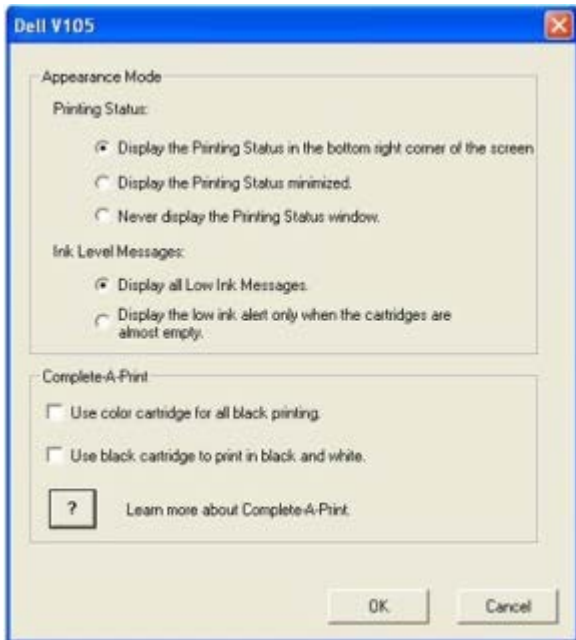 Dell V105
Appearance Mode
Printing Status:
Display the Printing Status in the bottom right corner of the screen
Display the Printing Status minimized.
Never display the Printing Status window.
Ink Level Messages:
Display all Low Ink Messages.
Display the low ink alert only when the cartridges are
almost empty.
Complete-A-Print
Use color cartridge for all black printing.
Use black cartridge to print in black and white.
?
Learn more about Complete-A-Print.
OK
Cancel